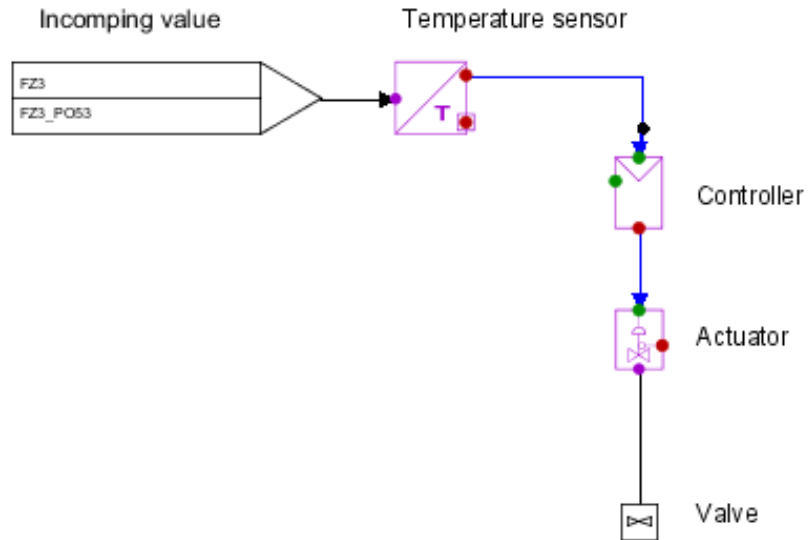 Incomping value
Temperature sensor
FZ3
FZ3_PO53
T
Controller
Actuator
Valve